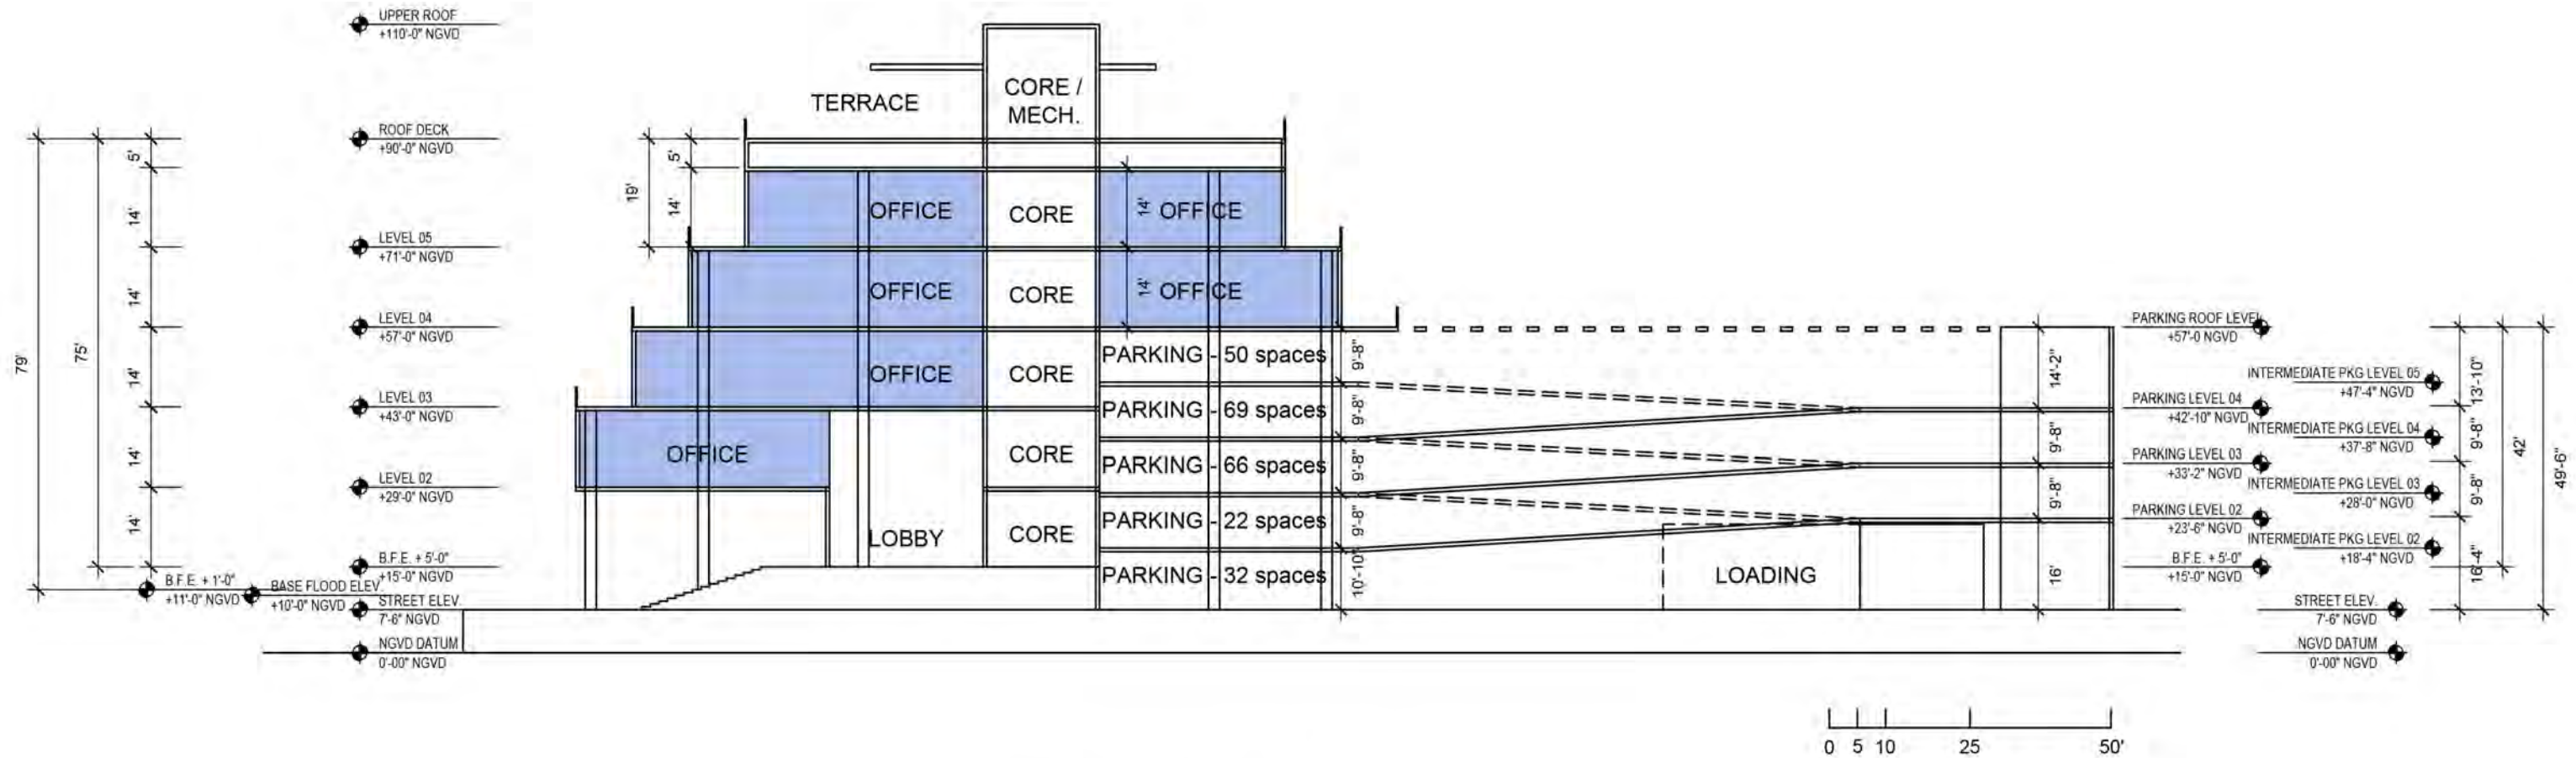 UPPER ROOF
+110'-0" NGVD
ROOF DECK
+90'-0" NGVD
LEVEL 05
+71'-0" NGVD
LEVEL 04
+57'-0" NGVD
LEVEL 03
+43'-0" NGVD
LEVEL 02
+29'-0" NGVD
B.F.E. + 5'-0"
+15'-0" NGVD
B.F.E. + 1'-0"
+11'-0" NGVD
BASE FLOOD ELEV.
+10'-0" NGVD
STREET ELEV.
7'-6" NGVD
NGVD DATUM
0'-00" NGVD
79'
75'
5'
14'
14'
14'
14'
14'
19'
5'
14'
TERRACE
CORE /
MECH.
OFFICE
CORE
14'
OFFICE
OFFICE
CORE
14'
OFFICE
OFFICE
CORE
PARKING - 50 spaces
9'-8"
PARKING - 69 spaces
9'-8"
OFFICE
CORE
PARKING - 66 spaces
9'-8"
PARKING - 22 spaces
9'-8"
LOBBY
CORE
PARKING - 32 spaces
10'-10"
LOADING
14'-2"
9'-8"
9'-8"
16'
PARKING ROOF LEVEL
+57'-0 NGVD
INTERMEDIATE PKG LEVEL 05
+47'-4" NGVD
PARKING LEVEL 04
+42'-10" NGVD
INTERMEDIATE PKG LEVEL 04
+37'-8" NGVD
PARKING LEVEL 03
+33'-2" NGVD
INTERMEDIATE PKG LEVEL 03
+28'-0" NGVD
PARKING LEVEL 02
+23'-6" NGVD
INTERMEDIATE PKG LEVEL 02
+18'-4" NGVD
B.F.E. + 5'-0"
+15'-0" NGVD
STREET ELEV.
7'-6" NGVD
NGVD DATUM
0'-00" NGVD
13'-10"
9'-8"
9'-8"
16'-4"
42'
49'-6"
0 5 10 25 50'